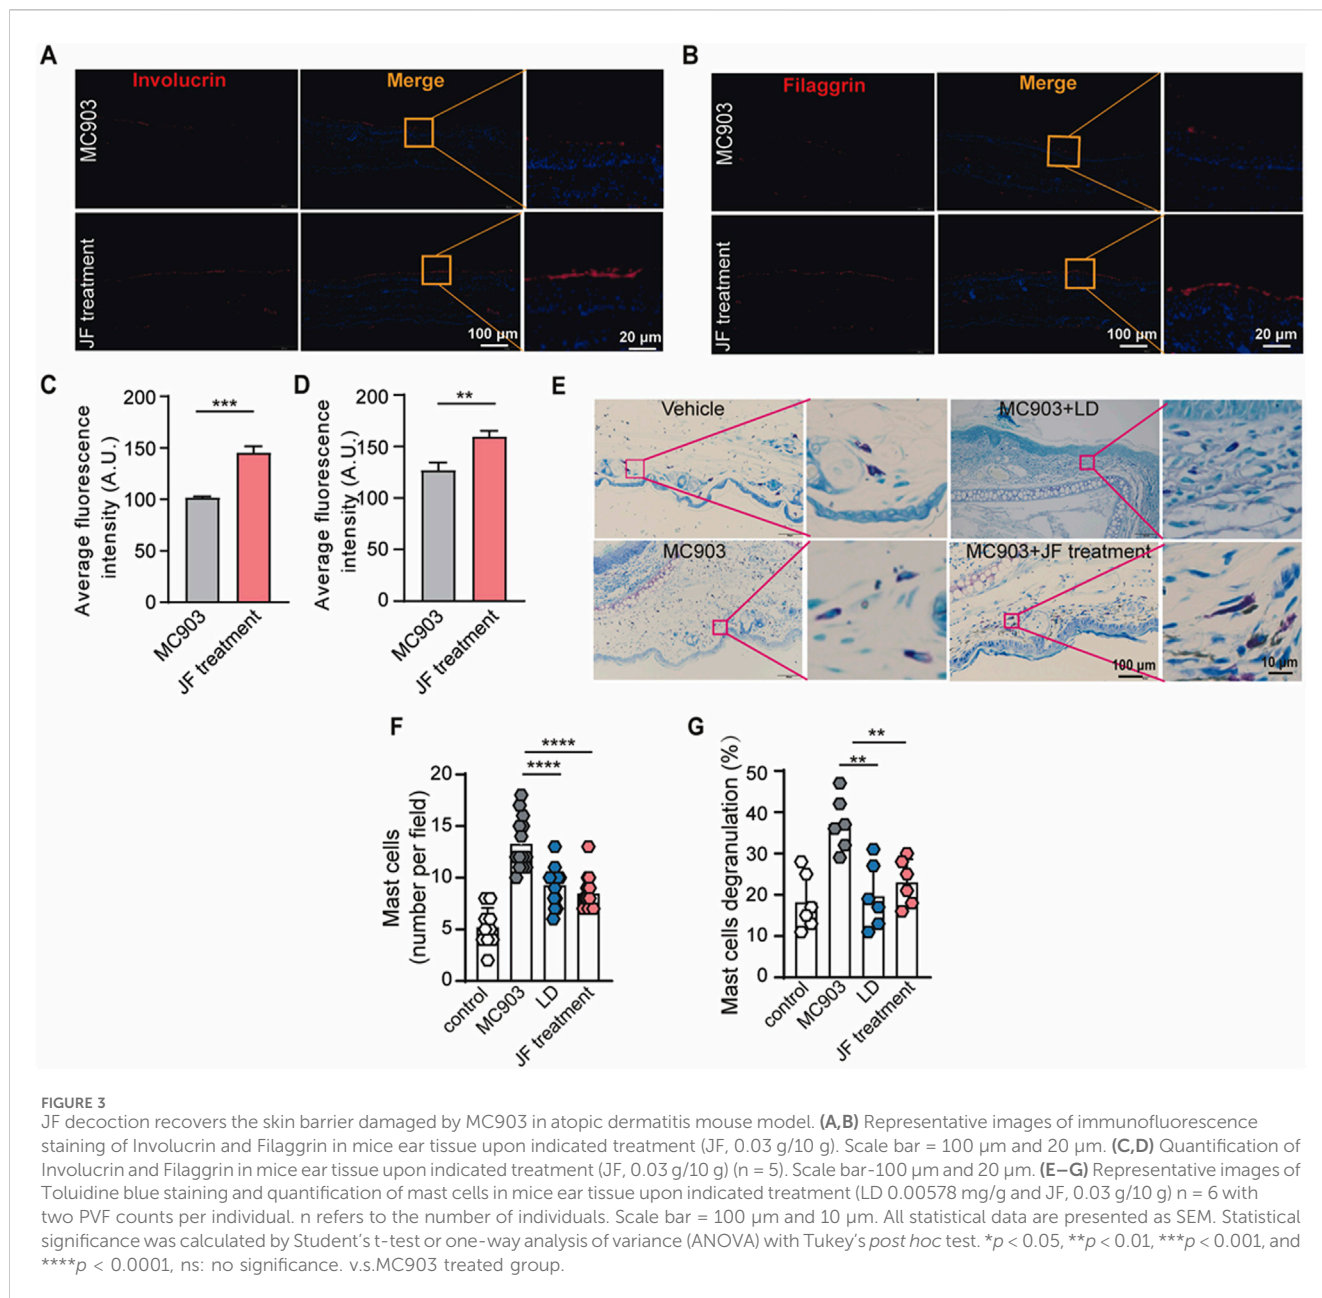 A
Involucrin
Merge
MC903
JF treatment
100 μm
20 μm
B
Filaggrin
Merge
MC903
JF treatment
100 μm
20 μm
C
Average fluorescence
intensity (A.U.)
200
150
100
50
0
***
MC903
JF treatment
D
Average fluorescence
intensity (A.U.)
200
150
100
50
0
**
MC903
JF treatment
E
Vehicle
MC903+LD
MC903
MC903+JF treatment
100 μm
10 μm
F
Mast cells
(number per field)
20
15
10
5
0
****
****
control
MC903
LD
JF treatment
G
Mast cells degranulation (%)
50
40
30
20
10
0
**
**
control
MC903
LD
JF treatment
FIGURE 3
JF decoction recovers the skin barrier damaged by MC903 in atopic dermatitis mouse model. (A,B) Representative images of immunofluorescence
staining of Involucrin and Filaggrin in mice ear tissue upon indicated treatment (JF, 0.03 g/10 g). Scale bar = 100 μm and 20 μm. (C,D) Quantification of
Involucrin and Filaggrin in mice ear tissue upon indicated treatment (JF, 0.03 g/10 g) (n = 5). Scale bar-100 μm and 20 μm. (E–G) Representative images of
Toluidine blue staining and quantification of mast cells in mice ear tissue upon indicated treatment (LD 0.00578 mg/g and JF, 0.03 g/10 g) n = 6 with
two PVF counts per individual. n refers to the number of individuals. Scale bar = 100 μm and 10 μm. All statistical data are presented as SEM. Statistical
significance was calculated by Student's t-test or one-way analysis of variance (ANOVA) with Tukey's post hoc test. *p < 0.05, **p < 0.01, ***p < 0.001, and
****p < 0.0001, ns: no significance. v.s.MC903 treated group.